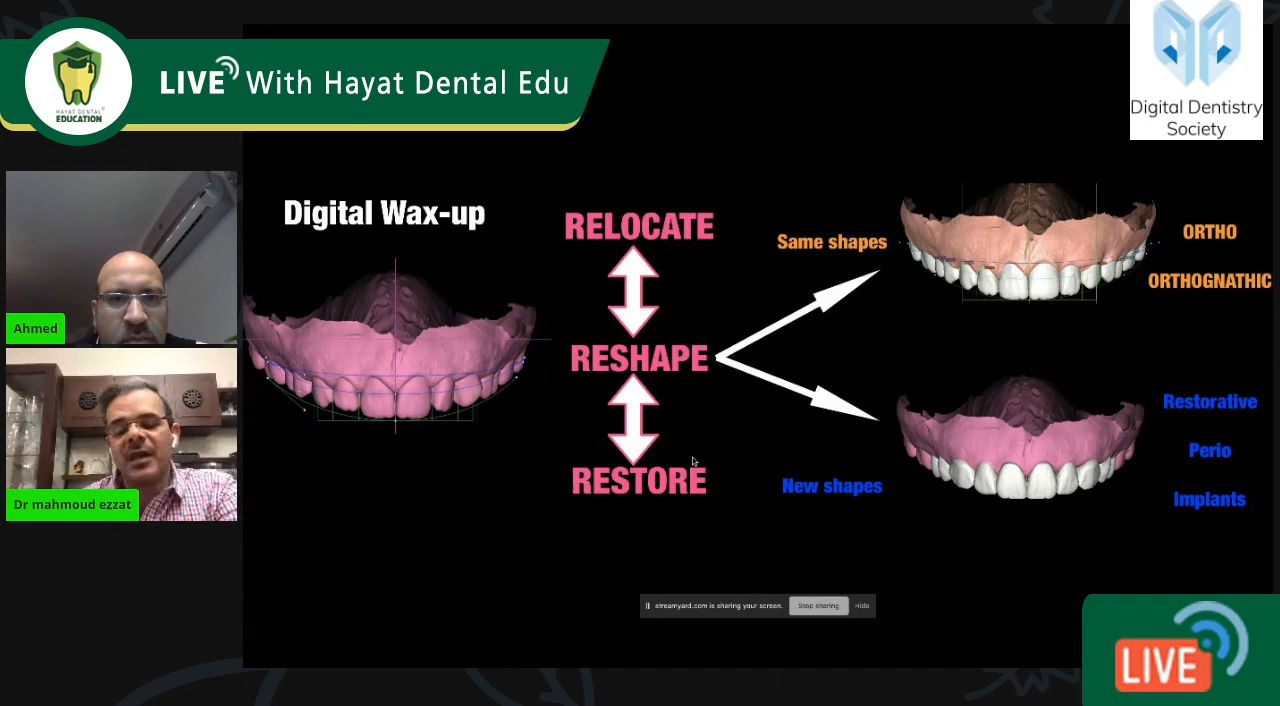 LIVE With Hayat Dental Edu
HAYAT DENTAL
EDUCATION
Digital Dentistry
Society
Ahmed
Dr mahmoud ezzat
Digital Wax-up
RELOCATE
RESHAPE
RESTORE
Same shapes
New shapes
ORTHO
ORTHOGNATHIC
Restorative
Perio
Implants
streamyard.com is sharing your screen.
Stop sharing
Hide
LIVE